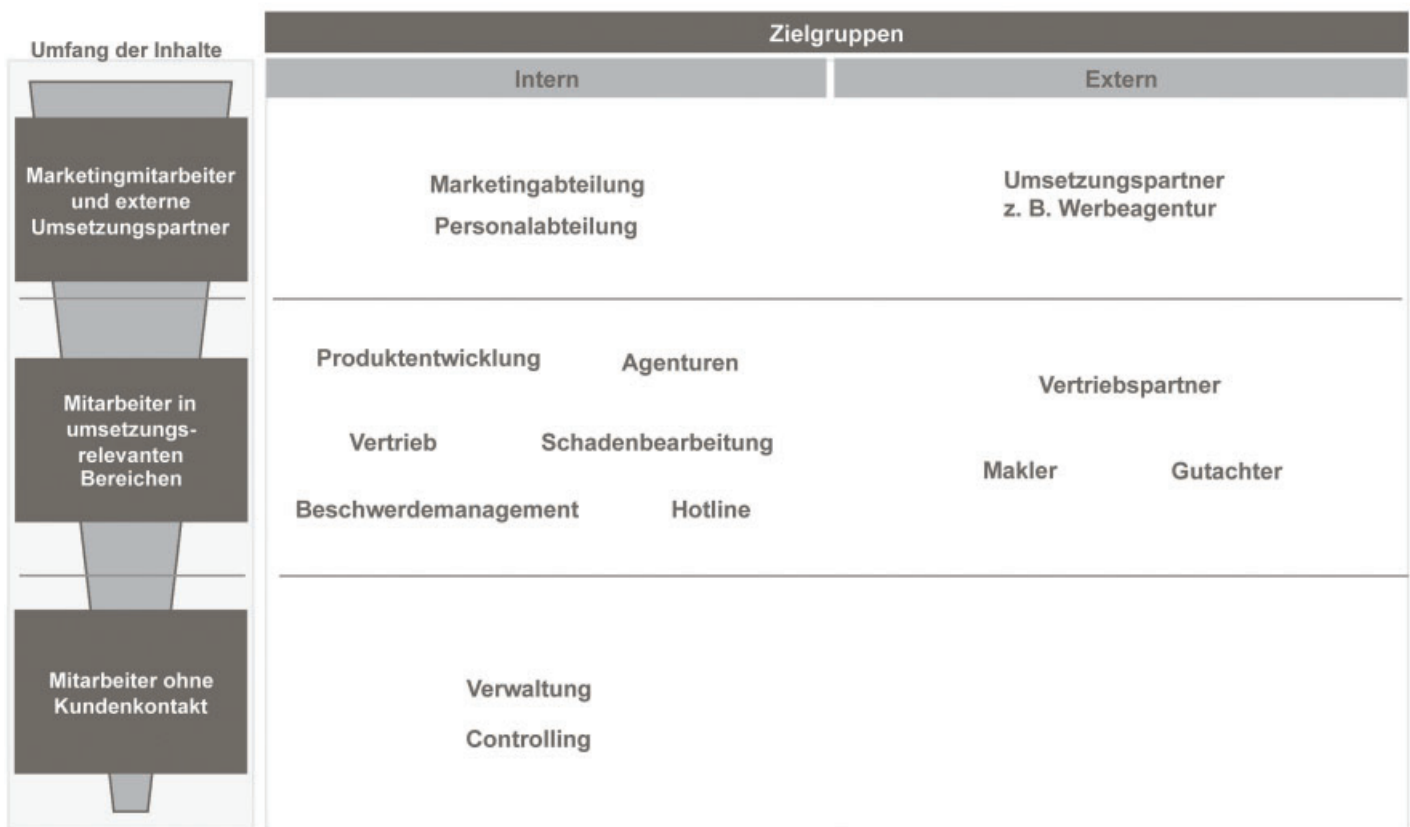 Umfang der Inhalte
Zielgruppen
Intern
Extern
Marketingmitarbeiter
und externe
Umsetzungspartner
Marketingabteilung
Personalabteilung
Umsetzungspartner
z. B. Werbeagentur
Mitarbeiter in
umsetzungs-
relevanten
Bereichen
Produktentwicklung
Agenturen
Vertrieb
Schadenbearbeitung
Beschwerdemanagement
Hotline
Vertriebspartner
Makler
Gutachter
Mitarbeiter ohne
Kundenkontakt
Verwaltung
Controlling